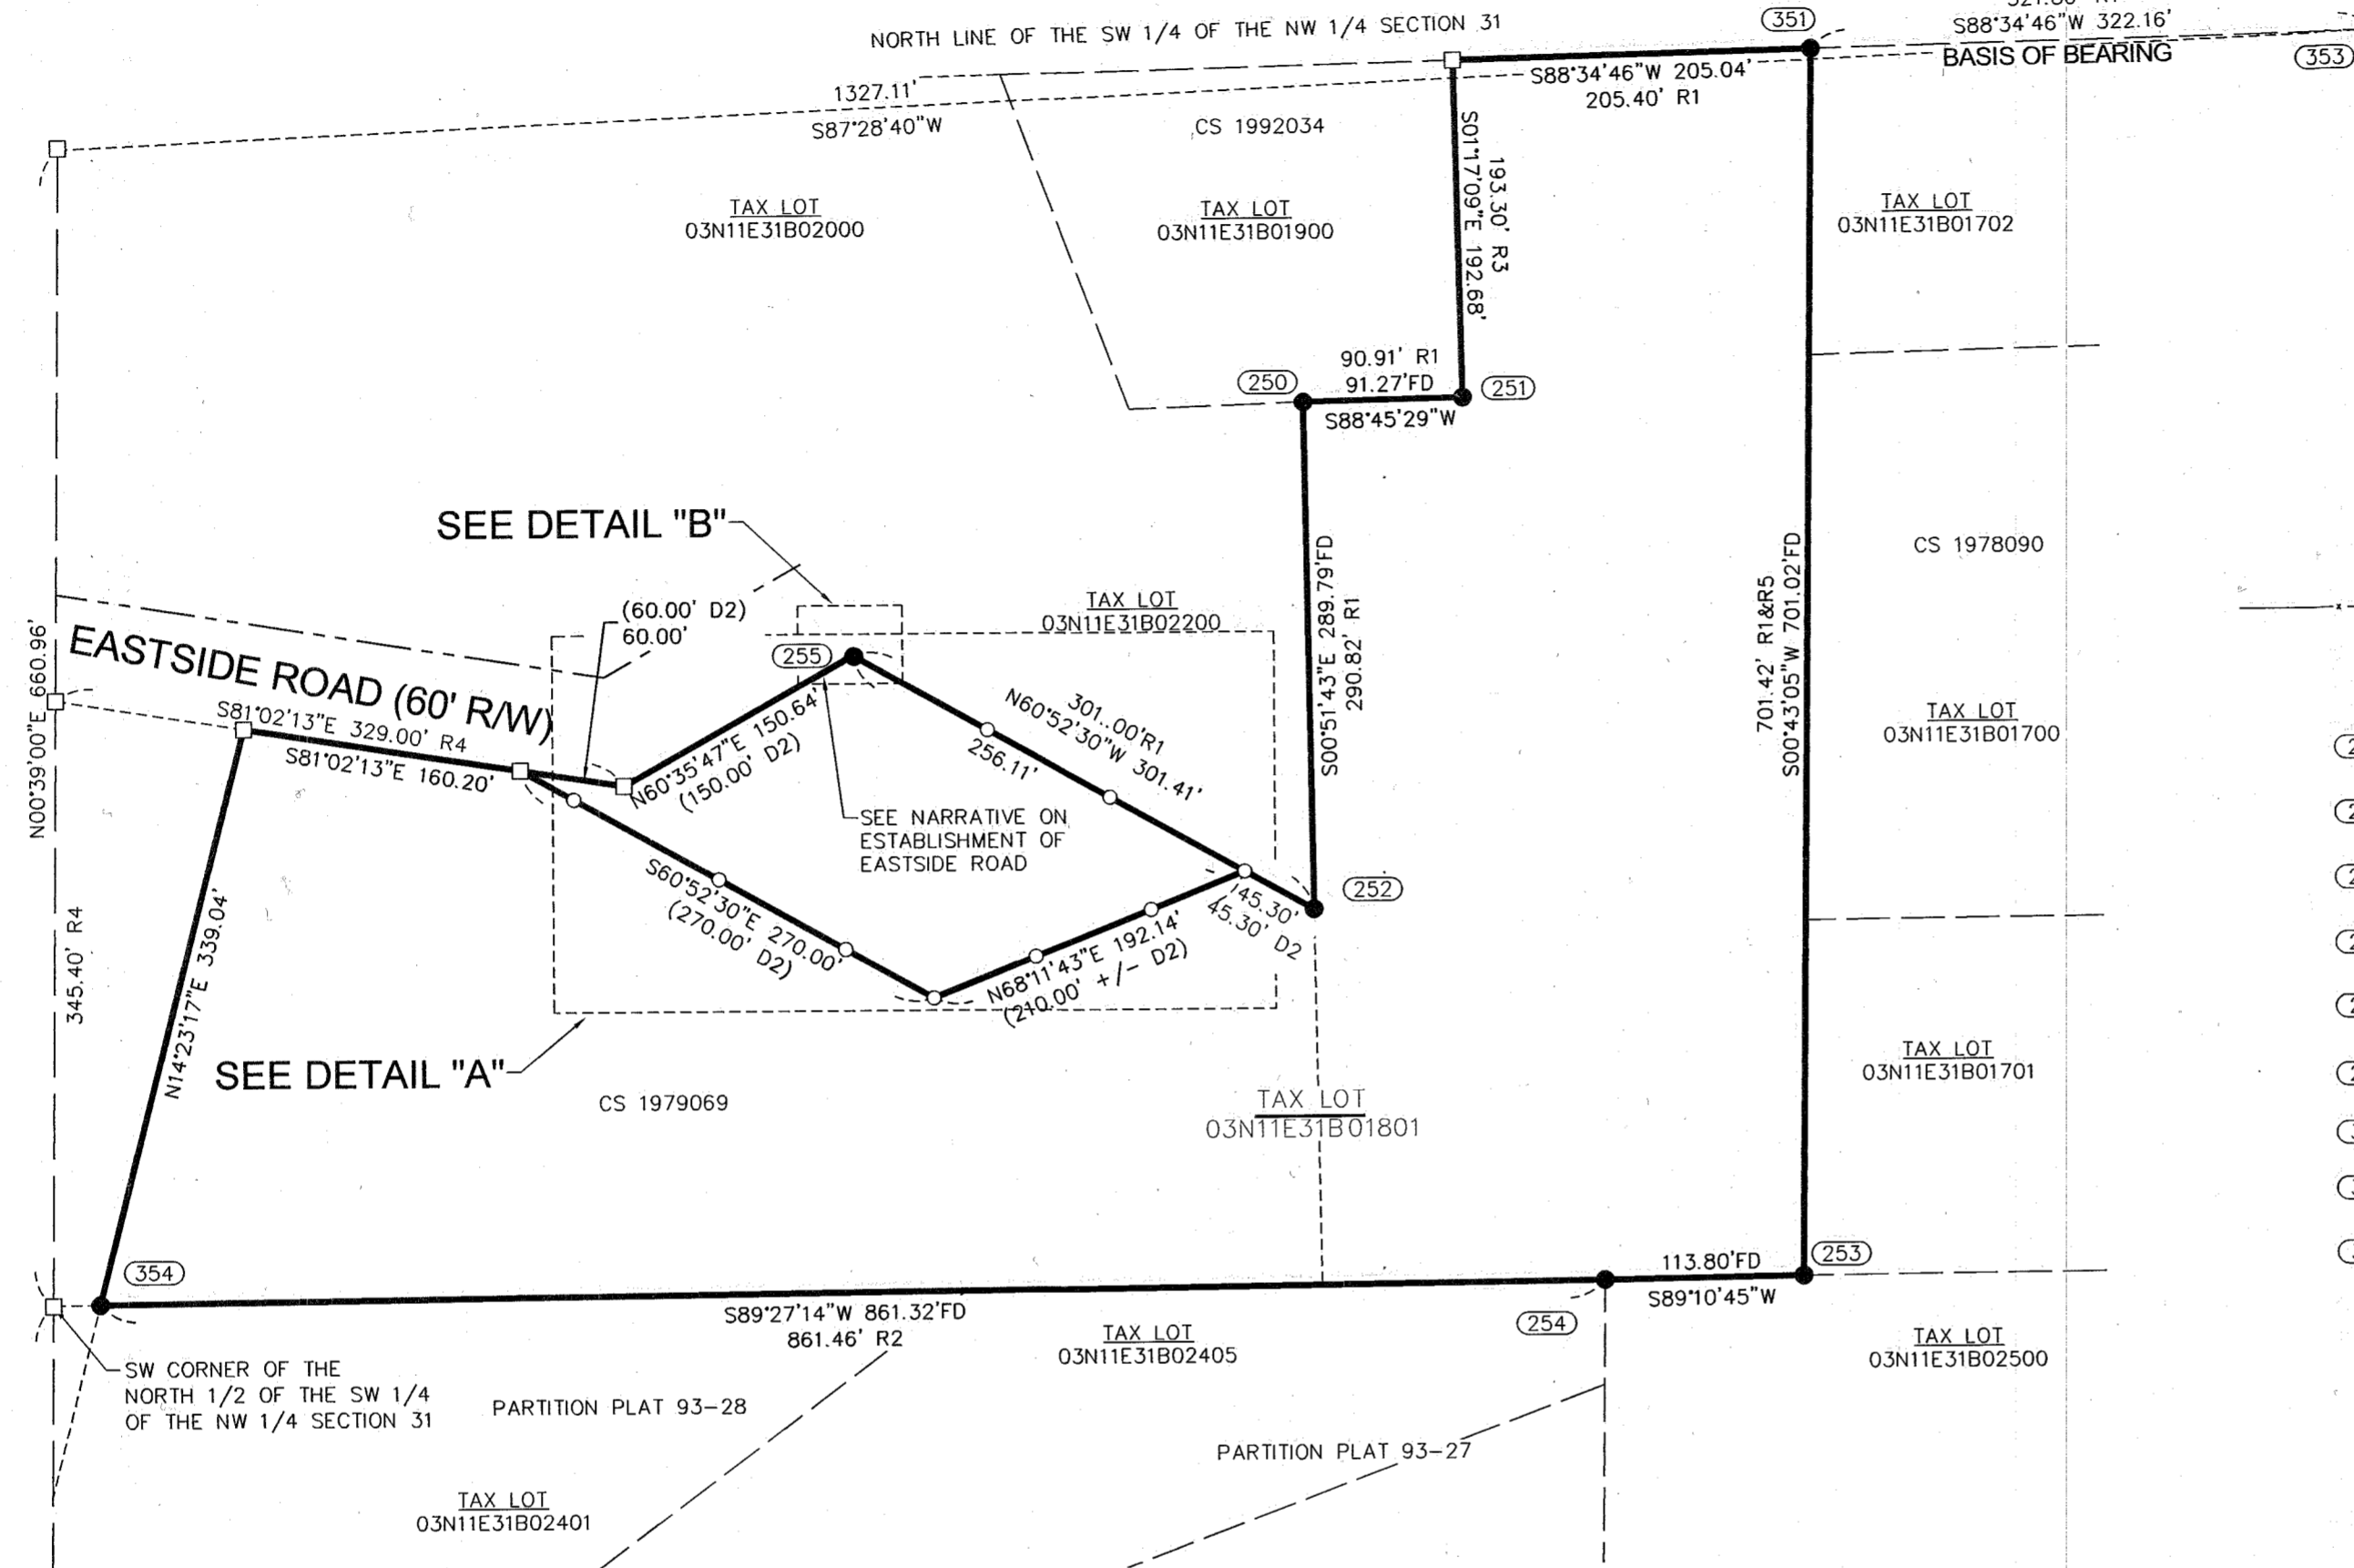 NORTH LINE OF THE SW 1/4 OF THE NW 1/4 SECTION 31
351
S88°34'46"W 322.16'
BASIS OF BEARING
353
1327.11'
S87°28'40"W
S88°34'46"W 205.04'
205.40' R1
CS 1992034
S01°17'09"E 192.68'
193.30' R3
TAX LOT
03N11E31B02000
TAX LOT
03N11E31B01900
TAX LOT
03N11E31B01702
90.91' R1
91.27'FD
S88°45'29"W
250
251
SEE DETAIL "B"
CS 1978090
S00°51'43"E 289.79'FD
290.82' R1
701.42' R1&R5
S00°43'05"W 701.02'FD
(60.00' D2)
60.00'
TAX LOT
03N11E31B02200
N00°39'00"E 660.96'
EASTSIDE ROAD (60' R/W)
255
S81°02'13"E 329.00' R4
S81°02'13"E 160.20'
N60°35'47"E 150.64'
(150.00' D2)
301..00'R1
N60°52'30"W 301.41'
256.11'
TAX LOT
03N11E31B01700
SEE NARRATIVE ON
ESTABLISHMENT OF
EASTSIDE ROAD
S60°52'30"E 270.00'
(270.00' D2)
252
45.30'
45.30' D2
N68°11'43"E 192.14'
(210.00' +/- D2)
N14°23'17"E 339.04'
345.40' R4
SEE DETAIL "A"
CS 1979069
TAX LOT
03N11E31B01801
TAX LOT
03N11E31B01701
354
113.80'FD
253
S89°10'45"W
S89°27'14"W 861.32'FD
861.46' R2
254
TAX LOT
03N11E31B02405
TAX LOT
03N11E31B02500
SW CORNER OF THE
NORTH 1/2 OF THE SW 1/4
OF THE NW 1/4 SECTION 31
PARTITION PLAT 93-28
PARTITION PLAT 93-27
TAX LOT
03N11E31B02401